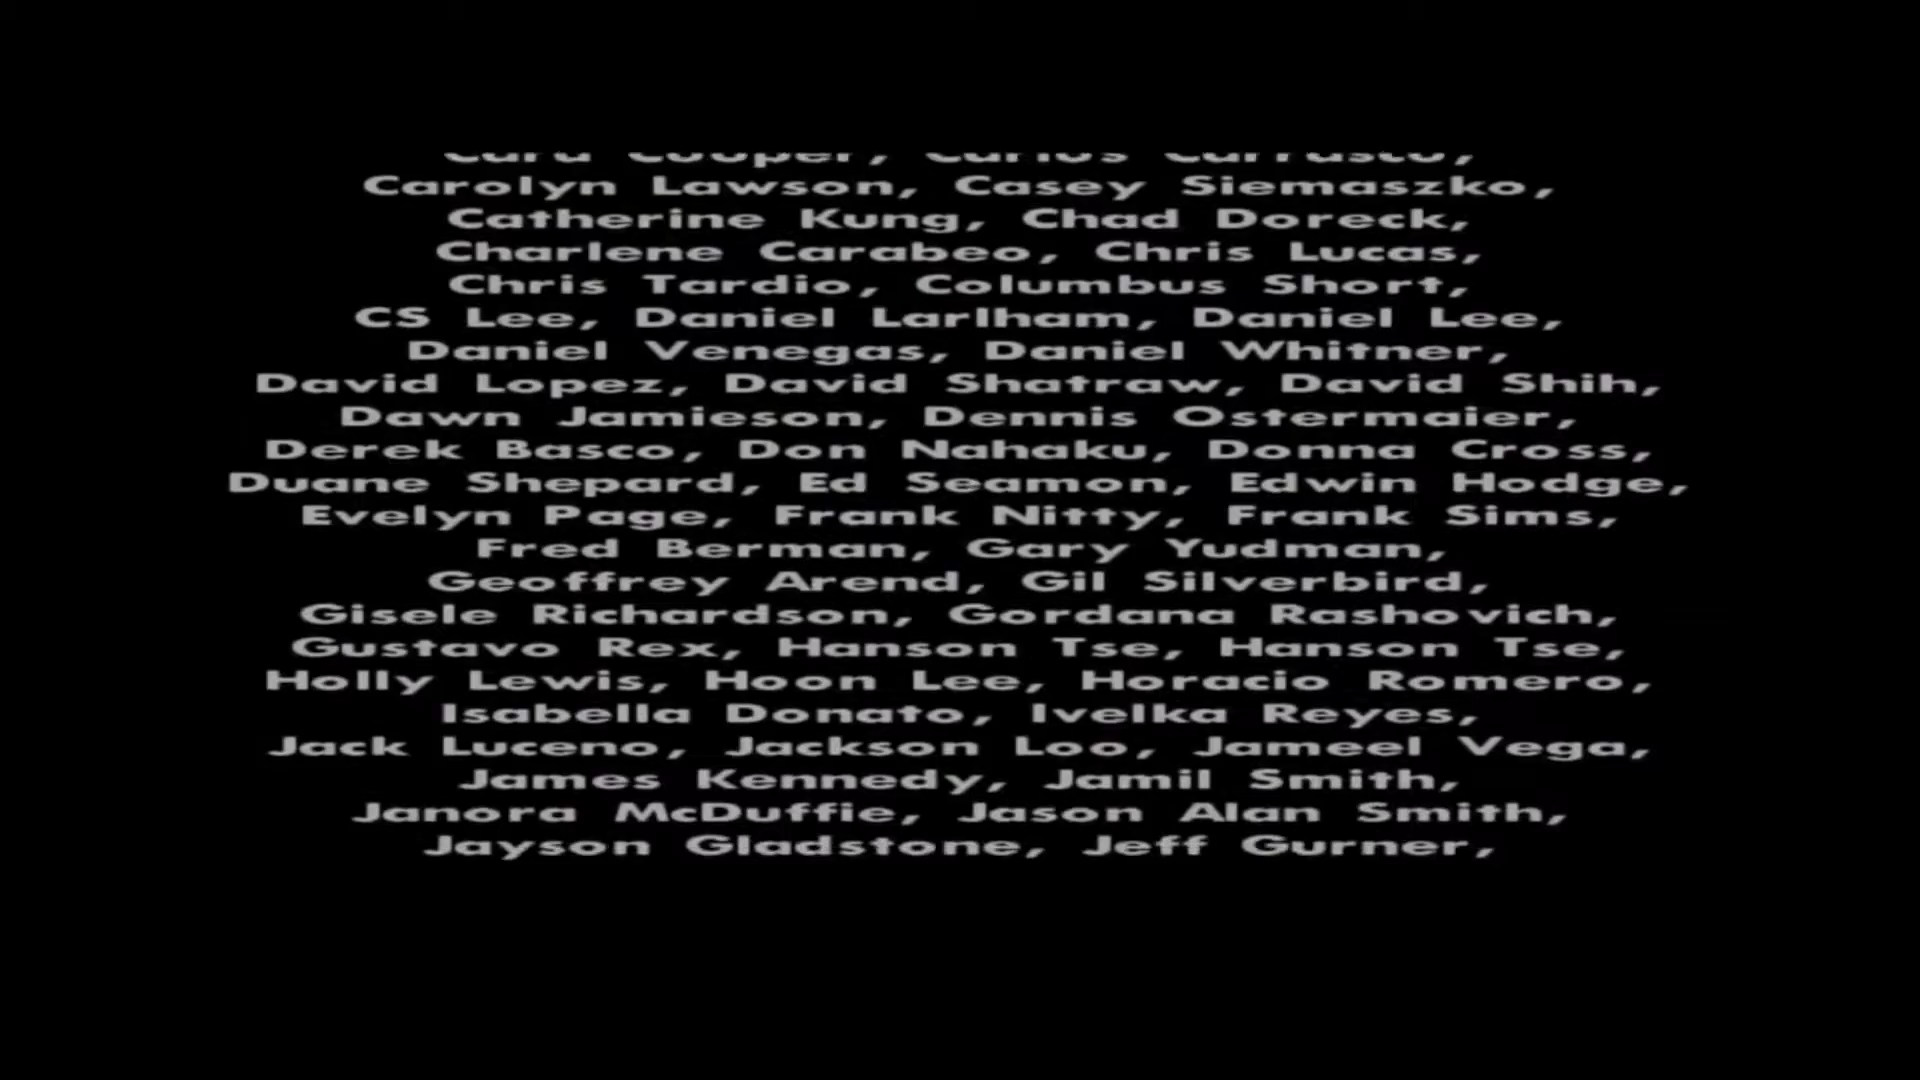 Cara Cooper, Carlos Carrasco,
Carolyn Lawson, Casey Siemaszko,
Catherine Kung, Chad Doreck,
Charlene Carabeo, Chris Lucas,
Chris Tardio, Columbus Short,
CS Lee, Daniel Larlham, Daniel Lee,
Daniel Venegas, Daniel Whitner,
David Lopez, David Shatraw, David Shih,
Dawn Jamieson, Dennis Ostermaier,
Derek Basco, Don Nahaku, Donna Cross,
Duane Shepard, Ed Seamon, Edwin Hodge,
Evelyn Page, Frank Nitty, Frank Sims,
Fred Berman, Gary Yudman,
Geoffrey Arend, Gil Silverbird,
Gisele Richardson, Gordana Rashovich,
Gustavo Rex, Hanson Tse, Hanson Tse,
Holly Lewis, Hoon Lee, Horacio Romero,
Isabella Donato, Ivelka Reyes,
Jack Luceno, Jackson Loo, Jameel Vega,
James Kennedy, Jamil Smith,
Janora McDuffie, Jason Alan Smith,
Jayson Gladstone, Jeff Gurner,